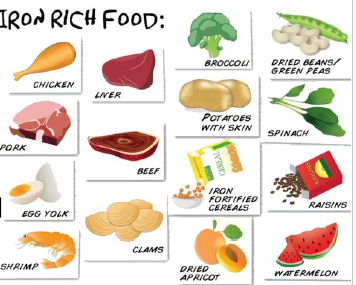 IRON RICH FOOD:
CHICKEN
LIVER
BROCCOLI
DRIED BEANS/
GREEN PEAS
PORK
BEEF
POTATOES
WITH SKIN
SPINACH
EGG YOLK
CLAMS
CEREAL
IRON
FORTIFIED
CEREALS
RAISINS
SHRIMP
DRIED
APRICOT
WATERMELON